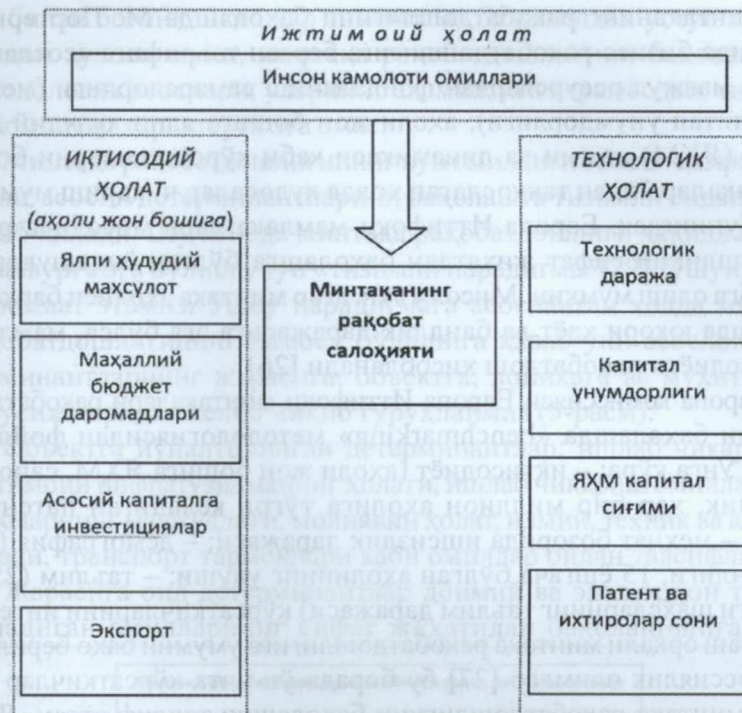 Ижтимоий ҳолат
Инсон камолоти омиллари
ИҚТИСОДИЙ
ҲОЛАТ
(аҳоли жон бошига)
Ялпи ҳудудий
маҳсулот
Маҳаллий
бюджет
даромадлари
Асосий капиталга
инвестициялар
Экспорт
Минтақанинг
рақобат
салоҳияти
ТЕХНОЛОГИК
ҲОЛАТ
Техник
даража
Капитал
унумдорлиги
ЯҲМ капитал
сиғими
Патент ва
ихтиролар сони